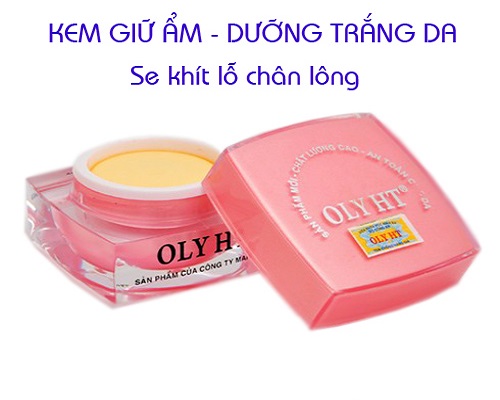 KEM GIỮ ẨM - DƯỠNG TRẮNG DA
Se khít lỗ chân lông
SẢN PHẨM MỚI - CHẤT LƯỢNG CAO - AN TOÀN C
OLY HT®
OLY HT
OLY HT
SẢN PHẨM CỦA CÔNG TY